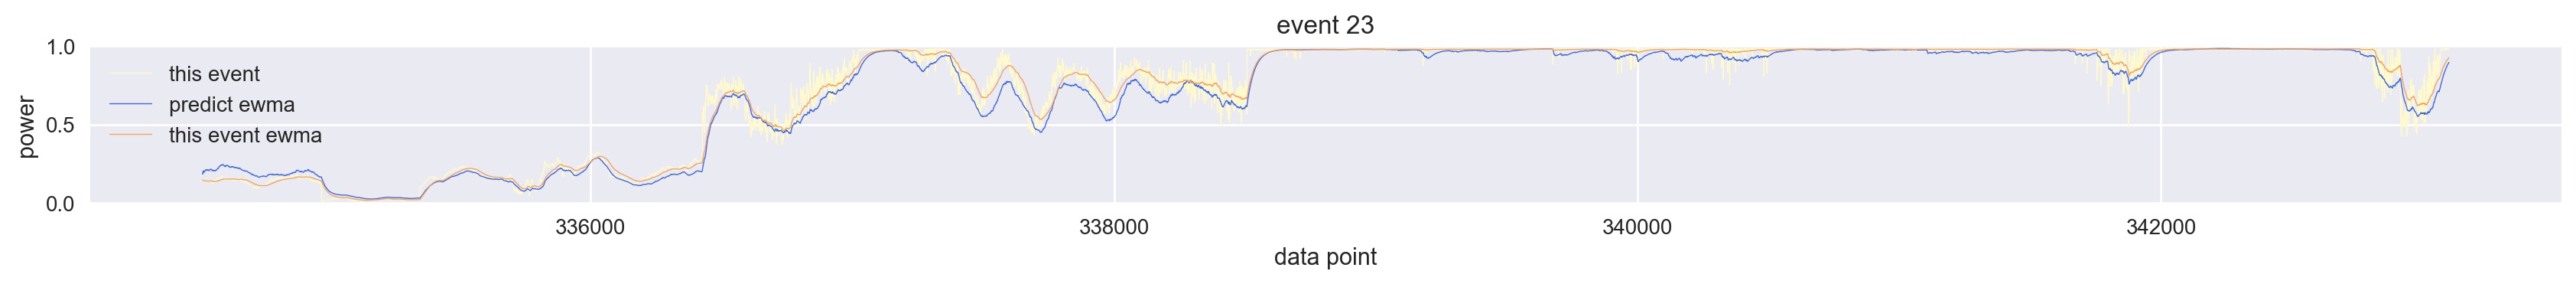 event 23
1.0
this event
predict ewma
0.5
this event ewma
0.0
power
336000 338000 340000 342000
data point